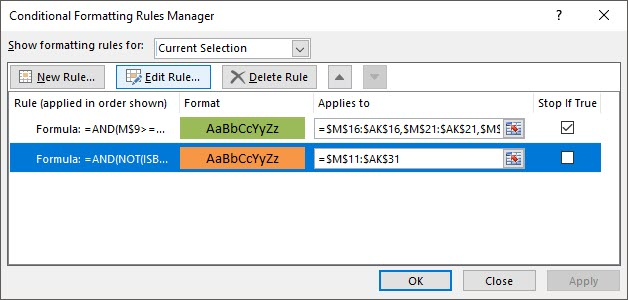 Conditional Formatting Rules Manager
Show formatting rules for: Current Selection
New Rule... Edit Rule... Delete Rule
Rule (applied in order shown) Format Applies to Stop If True
Formula: =AND(M$9>=... AaBbCcYyZz =$M$16:$AK$16,$M$21:$AK$21,$M$
Formula: =AND(NOT(ISB... AaBbCcYyZz =$M$11:$AK$31
OK Close Apply